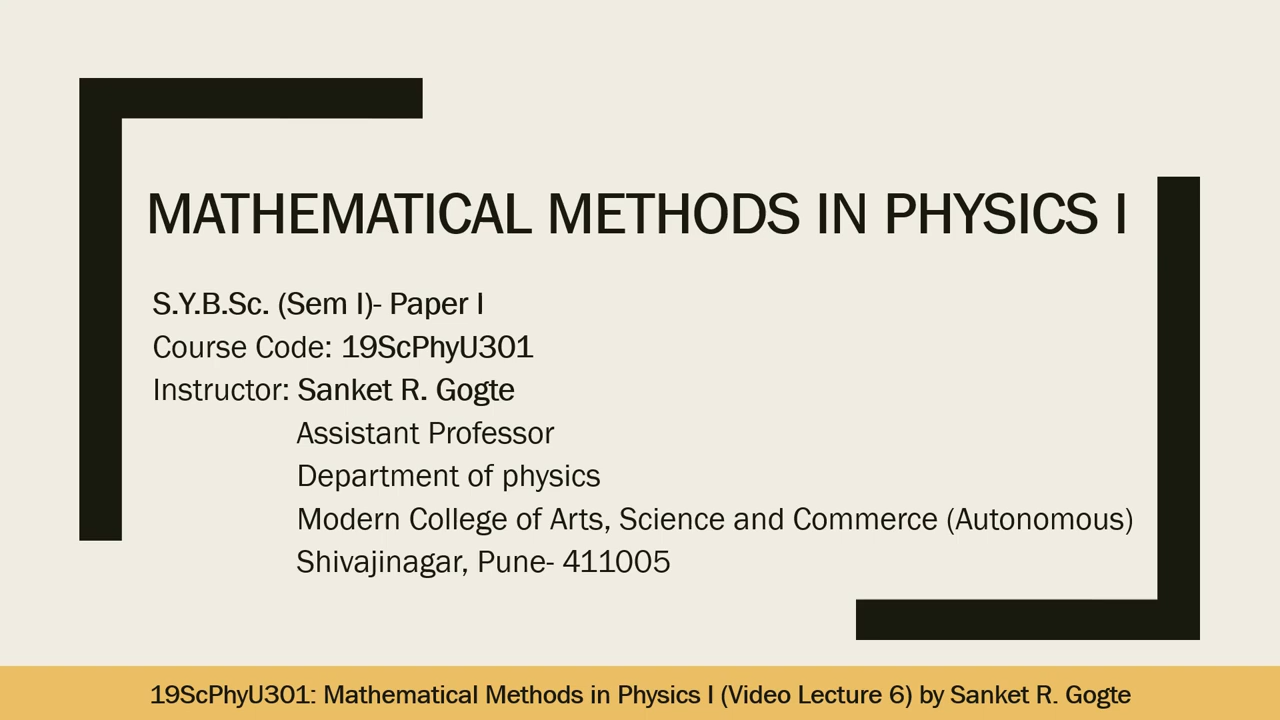 MATHEMATICAL METHODS IN PHYSICS I
S.Y.B.Sc. (Sem I)- Paper I
Course Code: 19ScPhyU301
Instructor: Sanket R. Gogte
Assistant Professor
Department of physics
Modern College of Arts, Science and Commerce (Autonomous)
Shivajinagar, Pune- 411005
19ScPhyU301: Mathematical Methods in Physics I (Video Lecture 6) by Sanket R. Gogte